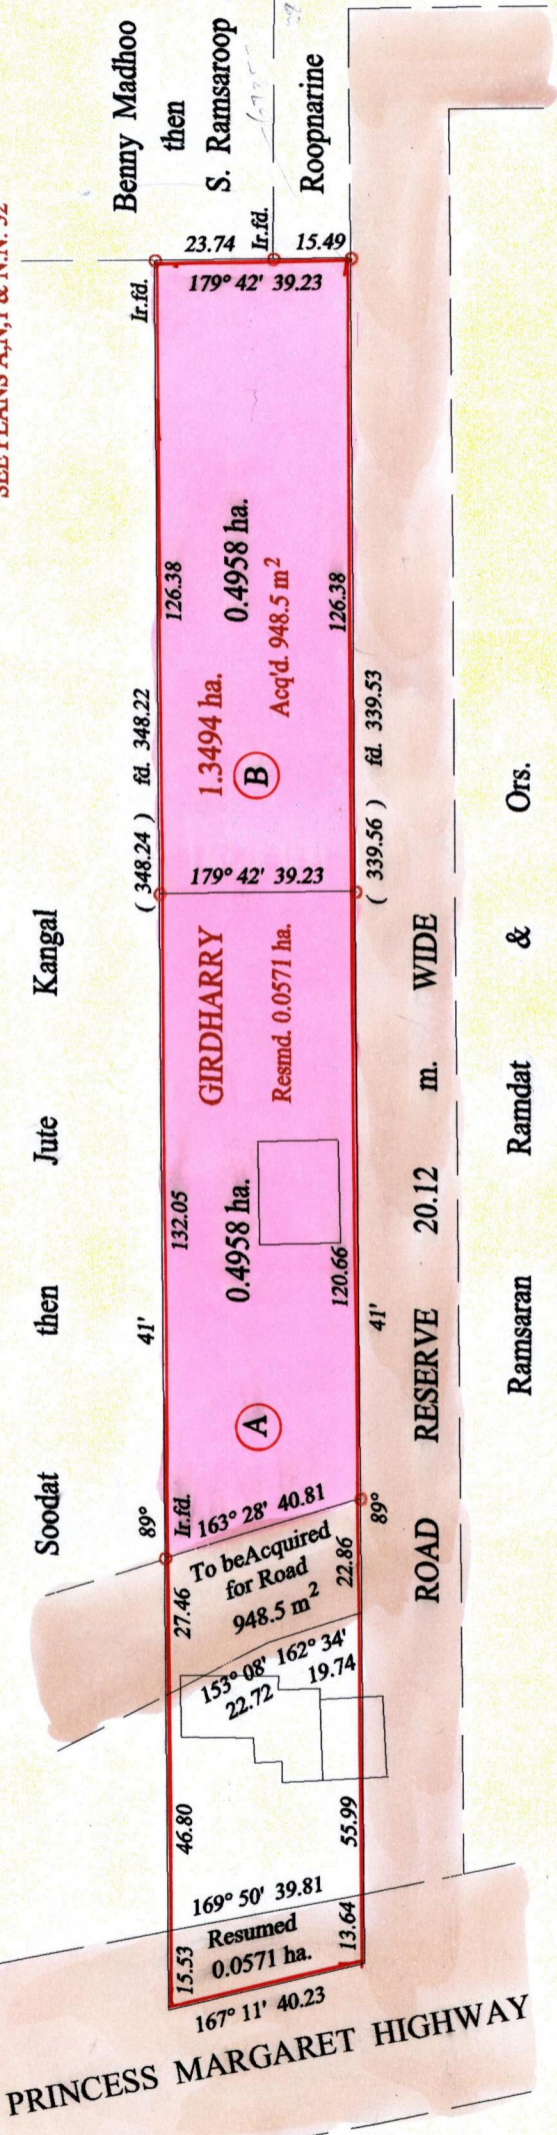 SEE PLANS A,N,I & N.N. 52
Benny Madhoo
then
S. Ramsaroop
Roopnarine
23.74 Ir.fd. 15.49
Ir.fd.
179° 42' 39.23
126.38
0.4958 ha.
1.3494 ha.
Acq'd. 948.5 m²
B
126.38
( 348.24 ) fd. 348.22
( 339.56 ) fd. 339.53
179° 42' 39.23
Soodat then Jute Kangal
GIRDHARRY
Resmd. 0.0571 ha.
132.05
0.4958 ha.
120.66
A
89° 41'
89° 41'
Ir.fd.
163° 28' 40.81
To beAcquired
for Road
948.5 m²
27.46
22.86
153° 08' 162° 34'
22.72 19.74
46.80
55.99
169° 50' 39.81
Resumed
0.0571 ha.
15.53
13.64
167° 11' 40.23
ROAD RESERVE 20.12 m. WIDE
Ramsaran Ramdat & Ors.
PRINCESS MARGARET HIGHWAY